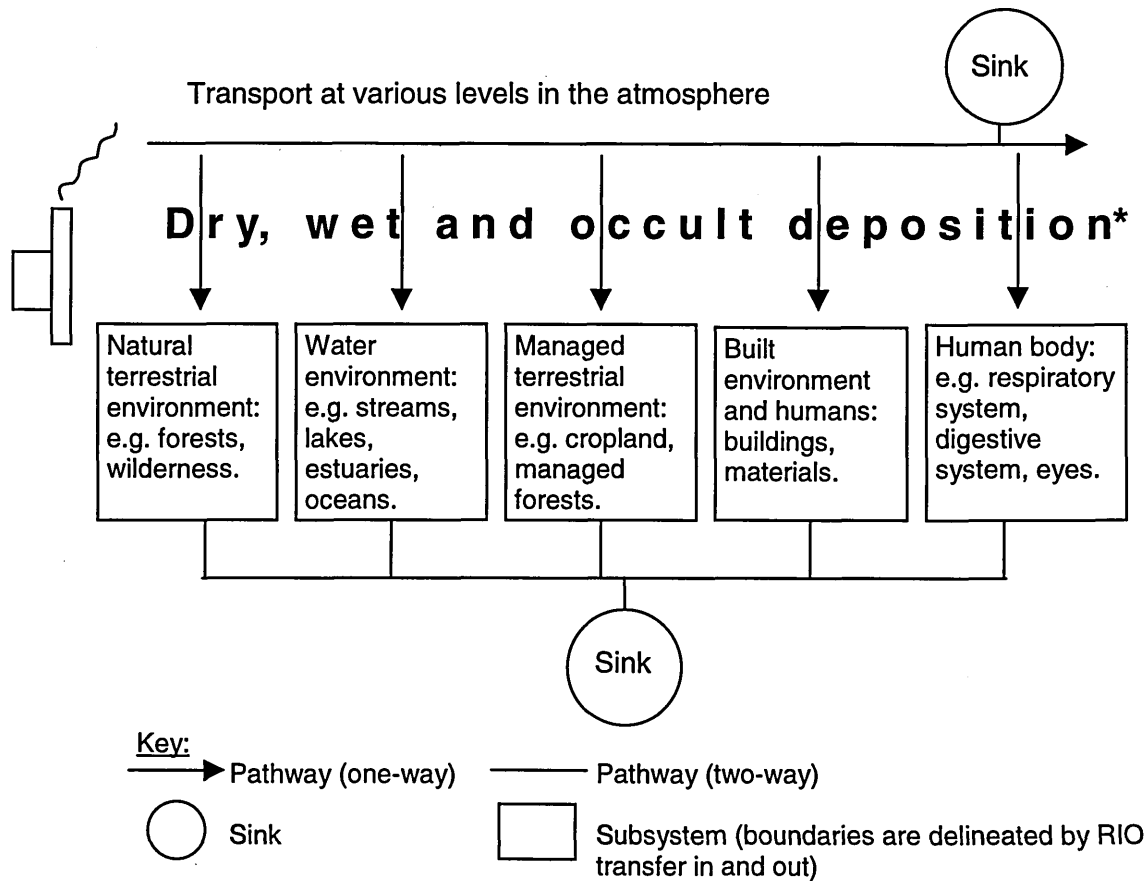 Sink
Transport at various levels in the atmosphere
Dry, wet and occult deposition*
Natural
terrestrial
environment:
e.g. forests,
wilderness.
Water
environment:
e.g. streams,
lakes,
estuaries,
oceans.
Managed
terrestrial
environment:
e.g. cropland,
managed
forests.
Built
environment
and humans:
buildings,
materials.
Human body:
e.g. respiratory
system,
digestive
system, eyes.
Sink
Key:
Pathway (one-way)
Pathway (two-way)
Sink
Subsystem (boundaries are delineated by RIO
transfer in and out)